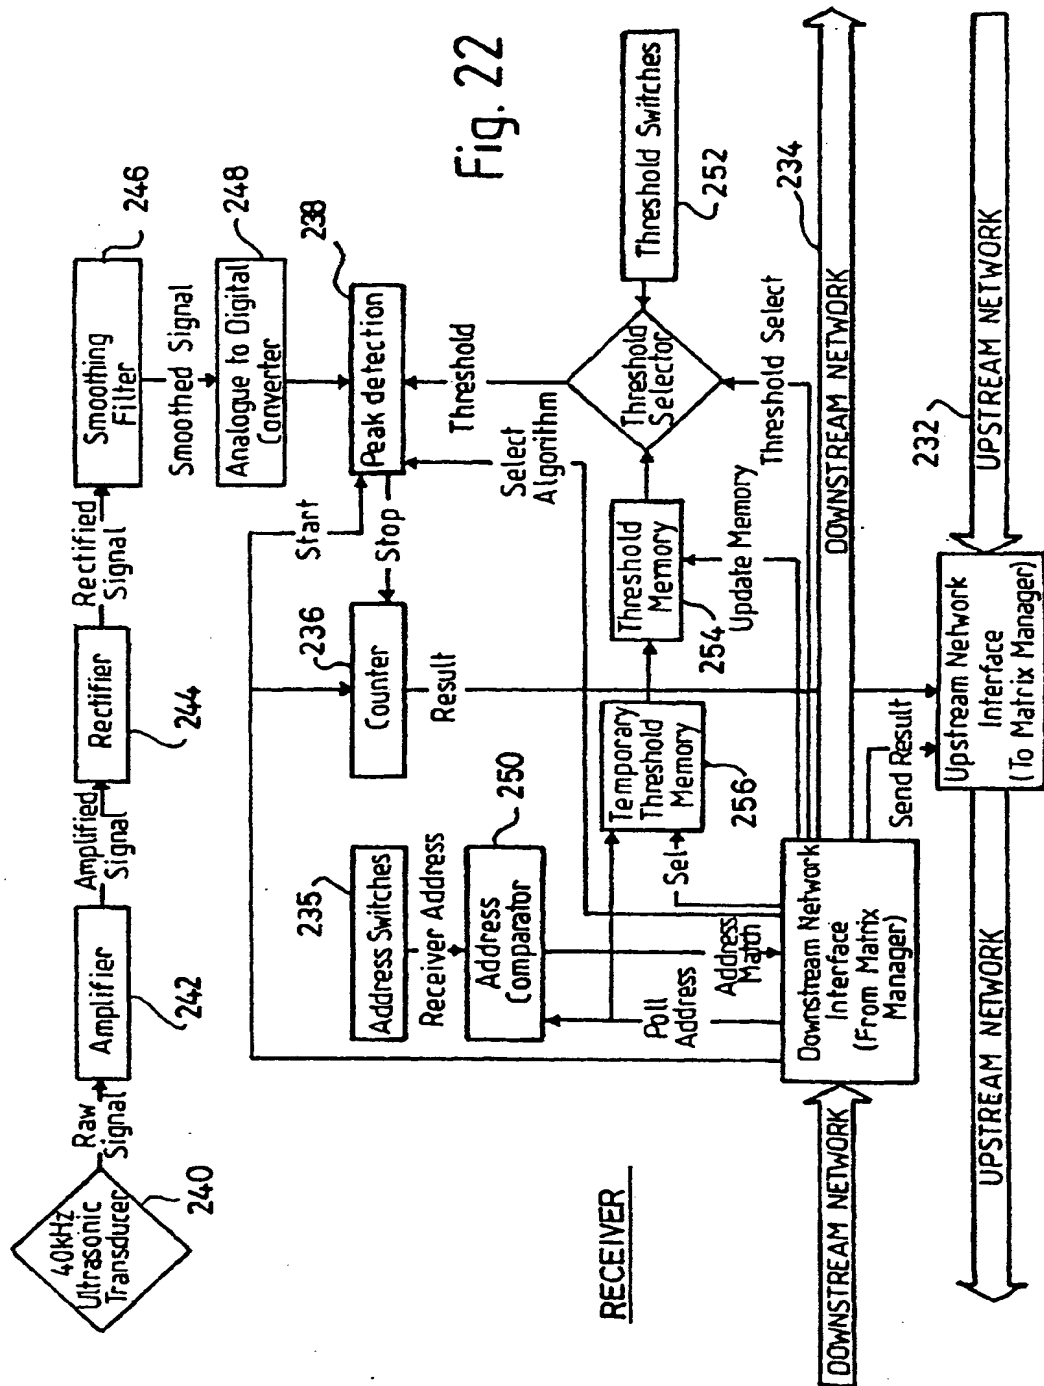 40kHz
Ultrasonic
Transducer
240
Raw
Signal
Amplifier
242
Amplified
Signal
Rectifier
244
Rectified
Signal
Smoothing
Filter
246
Smoothed Signal
Analogue to Digital
Converter
248
Peak detection
238
Start
Stop
Counter
236
Result
Select
Algorithm
Threshold
Fig. 22
Address Switches
235
Receiver Address
Address
Comparator
250
Temporary
Threshold
Memory
256
Threshold
Memory
254
Threshold
Selector
Threshold Switches
252
Poll
Address
Address
Match
Sel
Update Memory
Threshold Select
RECEIVER
Downstream Network
Interface
(From Matrix
Manager)
Send Result
DOWNSTREAM NETWORK
DOWNSTREAM NETWORK
234
Upstream Network
Interface
(To Matrix Manager)
UPSTREAM NETWORK
UPSTREAM NETWORK
232